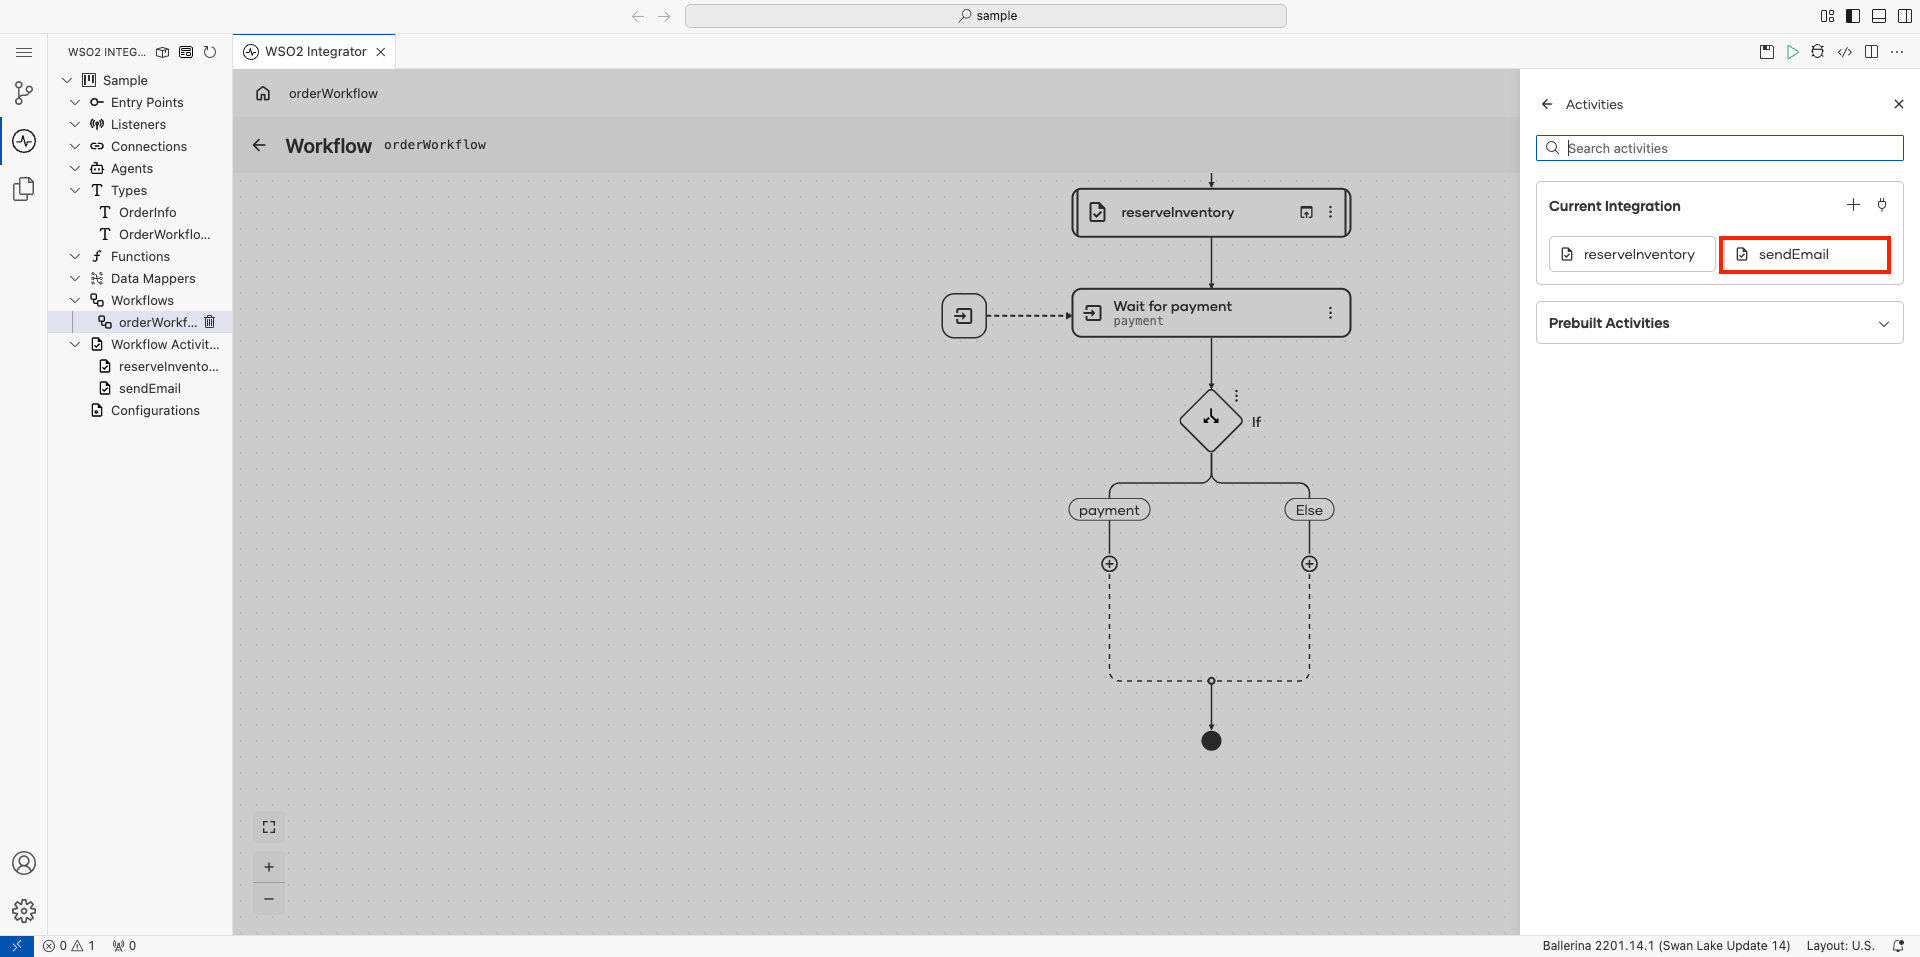 sample
WSO2 INTEG...
WSO2 Integrator
Sample
Entry Points
Listeners
Connections
Agents
Types
OrderInfo
OrderWorkflo...
Functions
Data Mappers
Workflows
orderWorkf...
Workflow Activit...
reserveInvento...
sendEmail
Configurations
orderWorkflow
Workflow orderWorkflow
reserveInventory
Wait for payment
payment
If
payment
Else
Activities
Search activities
Current Integration
reserveInventory
sendEmail
Prebuilt Activities
0
1
0
Ballerina 2201.14.1 (Swan Lake Update 14)
Layout: U.S.